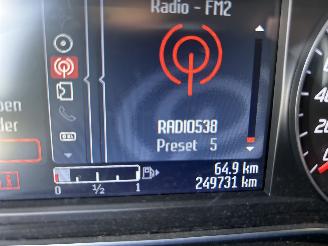 Radio - FM2
RADIO538
Preset 5
64.9 km
249731 km
0 ½ 1